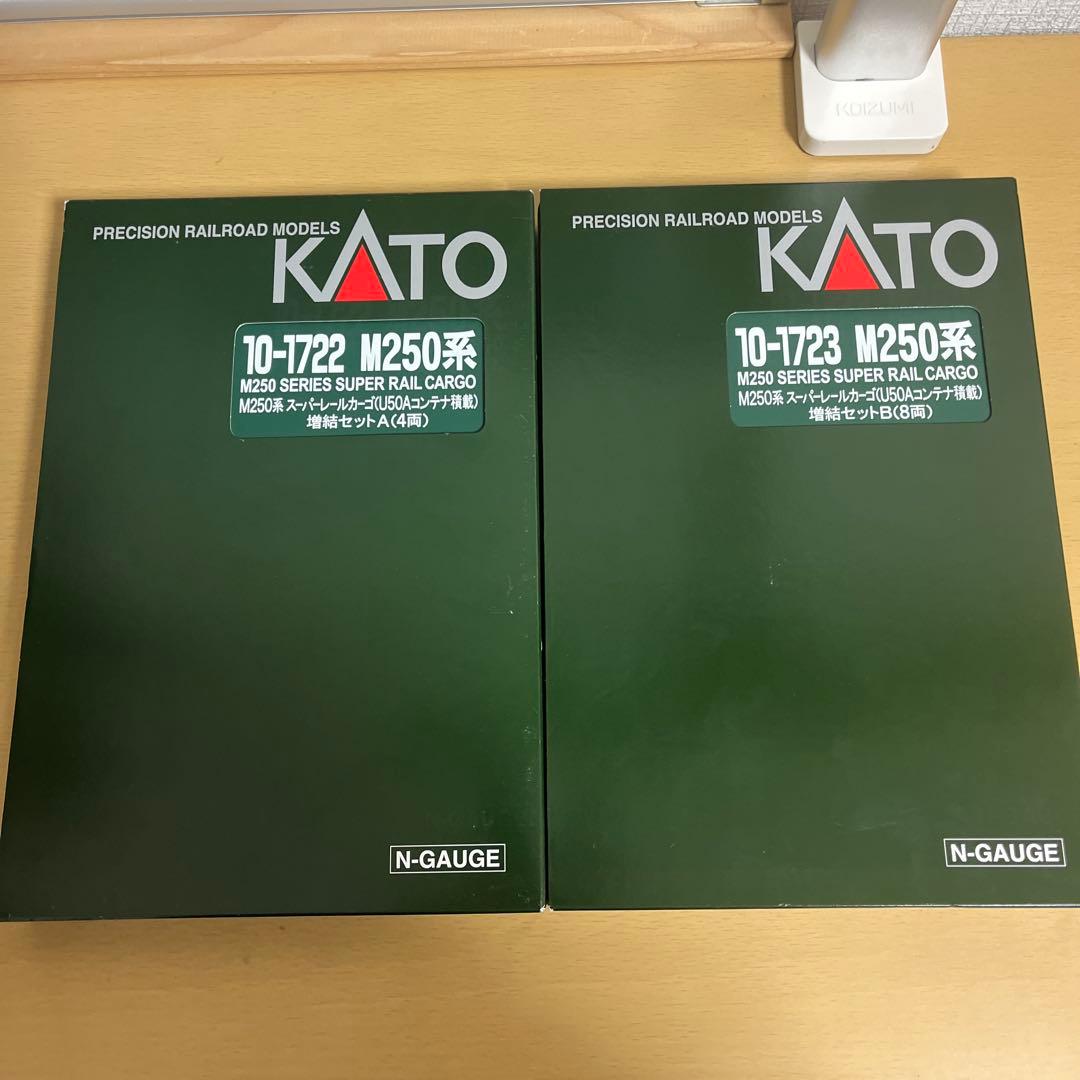 KOIZUMI
PRECISION RAILROAD MODELS
KATO
10-1722 M250系
M250 SERIES SUPER RAIL CARGO
M250系 スーパーレールカーゴ(U50Aコンテナ積載)
増結セットA(4両)
N-GAUGE
PRECISION RAILROAD MODELS
KATO
10-1723 M250系
M250 SERIES SUPER RAIL CARGO
M250系 スーパーレールカーゴ(U50Aコンテナ積載)
増結セットB(8両)
N-GAUGE